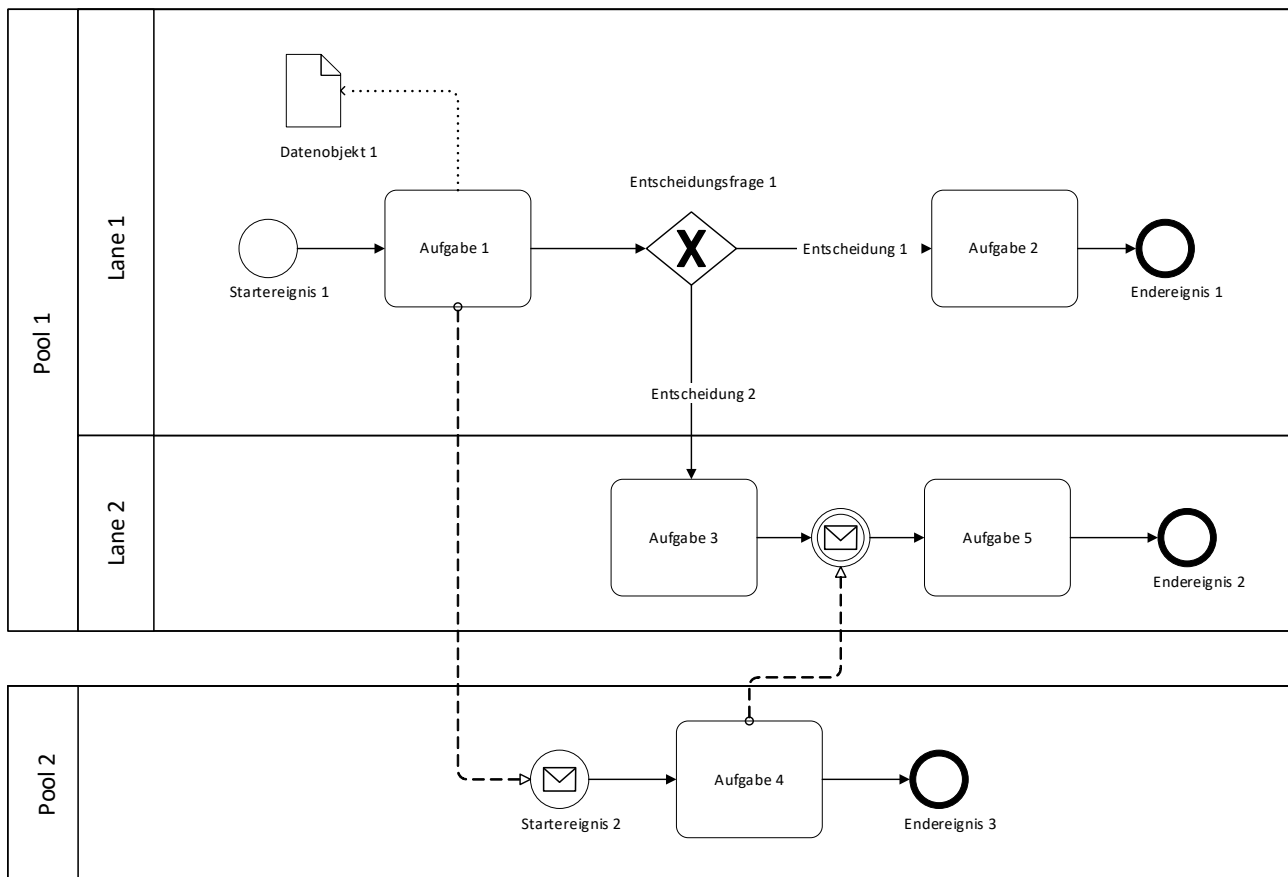 Pool 1
Lane 1
Datenobjekt 1
Entscheidungsfrage 1
Aufgabe 1
X
Entscheidung 1
Aufgabe 2
Startereignis 1
Endereignis 1
Entscheidung 2
Lane 2
Aufgabe 3
Aufgabe 5
Endereignis 2
Pool 2
Aufgabe 4
Startereignis 2
Endereignis 3